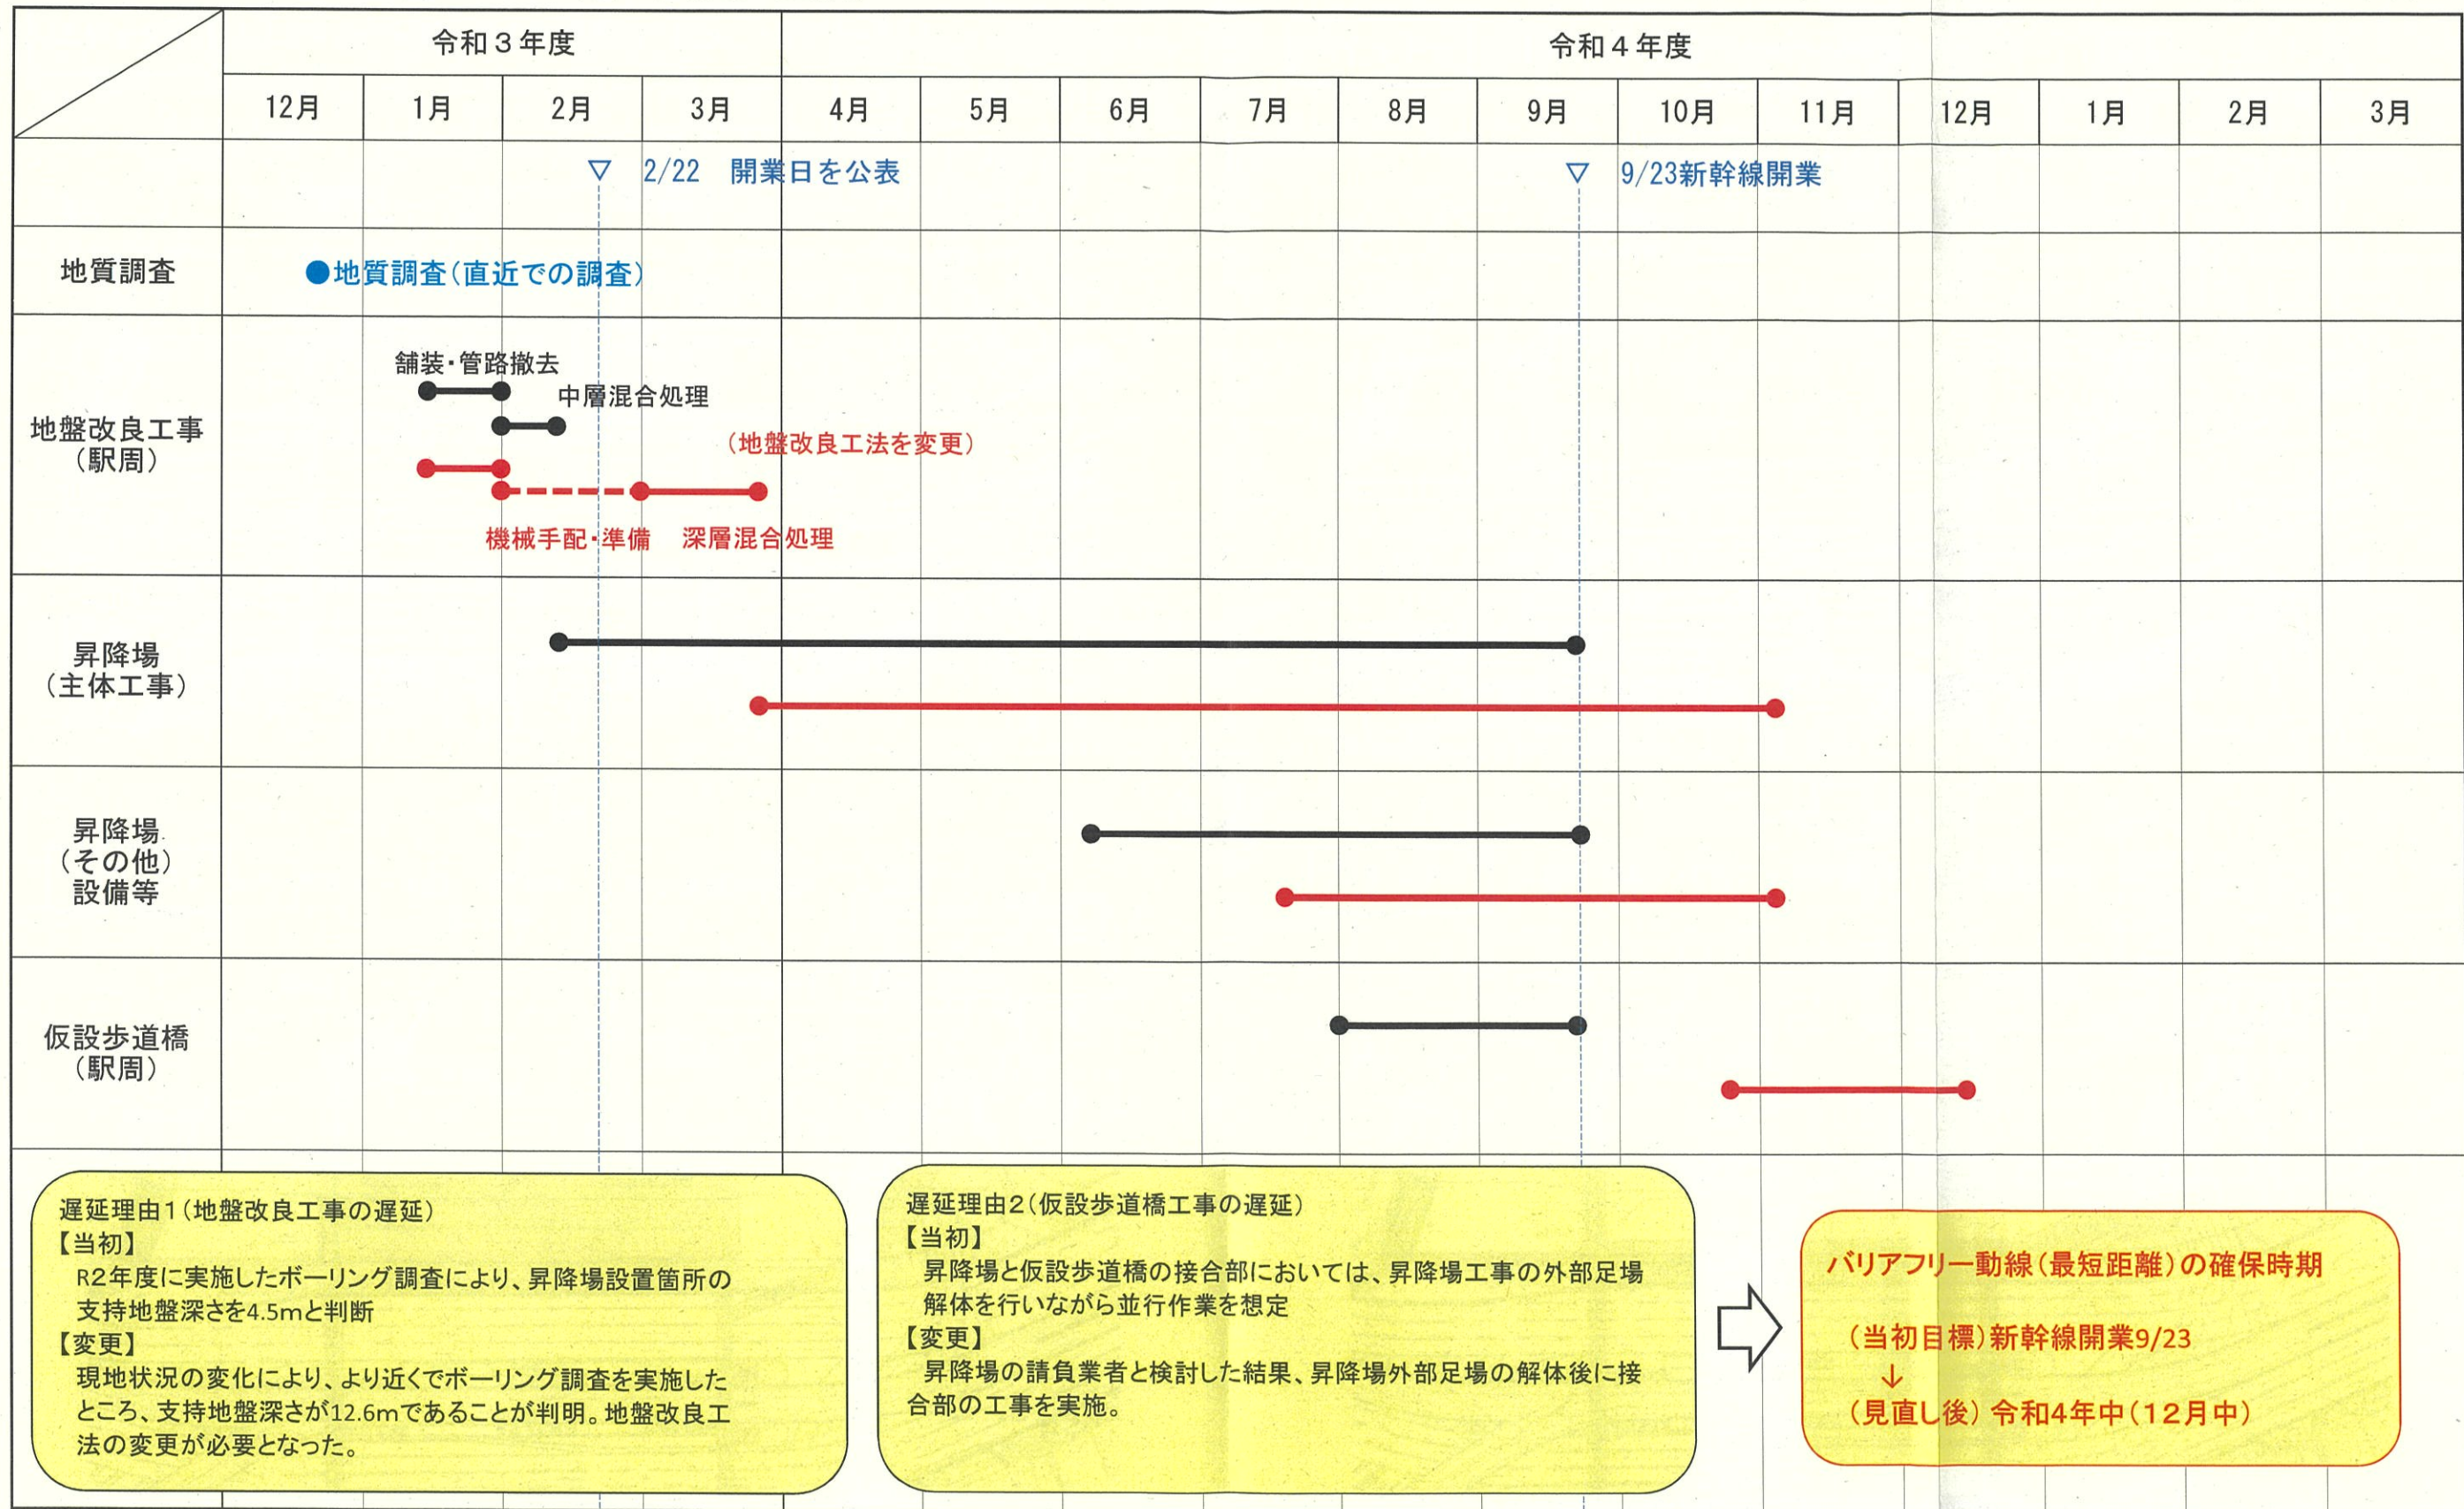 令和３年度
令和４年度
12月 1月 2月 3月 4月 5月 6月 7月 8月 9月 10月 11月 12月 1月 2月 3月
▽ 2/22 開業日を公表
▽ 9/23新幹線開業
地質調査
●地質調査(直近での調査)
地盤改良工事
(駅周)
舗装・管路撤去
中層混合処理
(地盤改良工法を変更)
機械手配・準備 深層混合処理
昇降場
(主体工事)
昇降場
(その他)
設備等
仮設歩道橋
(駅周)
遅延理由1(地盤改良工事の遅延)
【当初】
R2年度に実施したボーリング調査により、昇降場設置箇所の
支持地盤深さを4.5mと判断
【変更】
現地状況の変化により、より近くでボーリング調査を実施した
ところ、支持地盤深さが12.6mであることが判明。地盤改良工
法の変更が必要となった。
遅延理由2(仮設歩道橋工事の遅延)
【当初】
昇降場と仮設歩道橋の接合部においては、昇降場工事の外部足場
解体を行いながら並行作業を想定
【変更】
昇降場の請負業者と検討した結果、昇降場外部足場の解体後に接
合部の工事を実施。
バリアフリー動線(最短距離)の確保時期
(当初目標)新幹線開業9/23
↓
(見直し後)令和4年中(12月中)